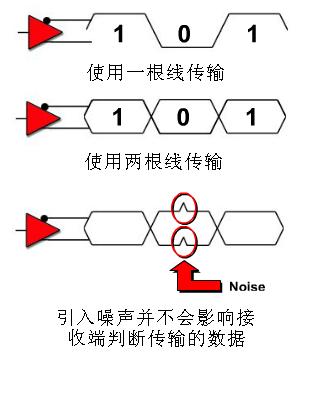 1 0 1
使用一根线传输
1 0 1
使用两根线传输
Noise
引入噪声并不会影响接
收端判断传输的数据